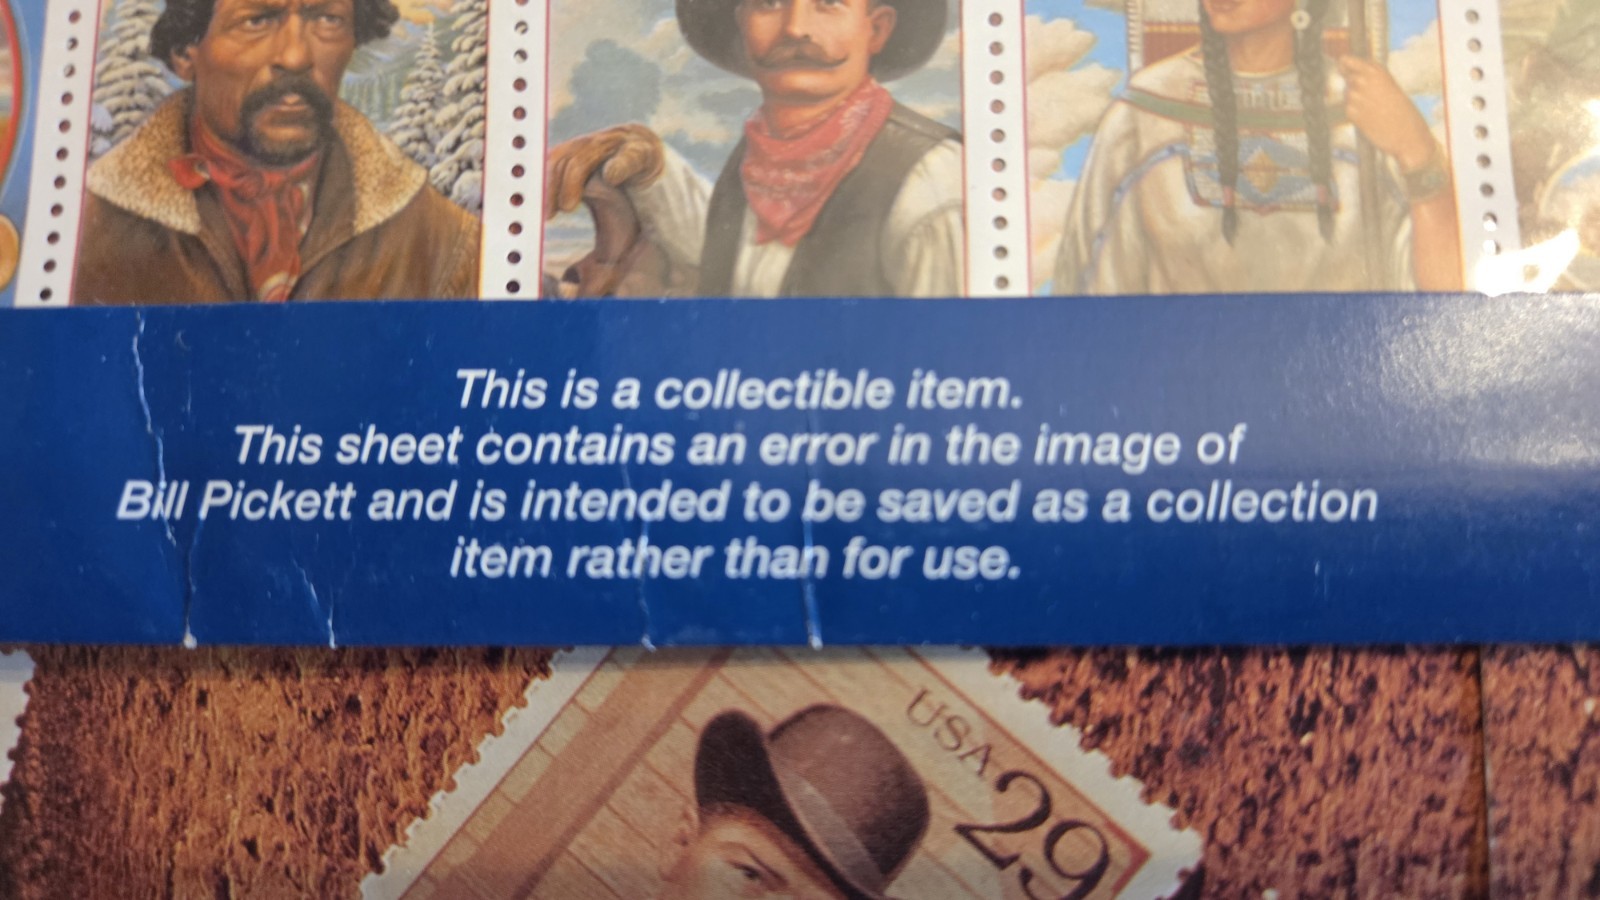 This is a collectible item.
This sheet contains an error in the image of
Bill Pickett and is intended to be saved as a collection
item rather than for use.
USA 29